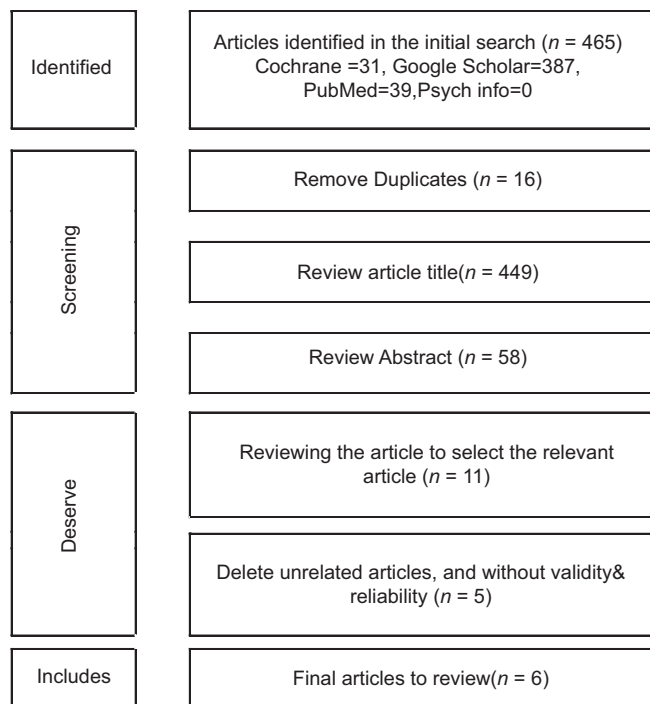 Identified
Articles identified in the initial search (n = 465)
Cochrane =31, Google Scholar=387,
PubMed=39,Psych info=0
Screening
Remove Duplicates (n = 16)
Review article title(n = 449)
Review Abstract (n = 58)
Deserve
Reviewing the article to select the relevant
article (n = 11)
Delete unrelated articles, and without validity&
reliability (n = 5)
Includes
Final articles to review(n = 6)